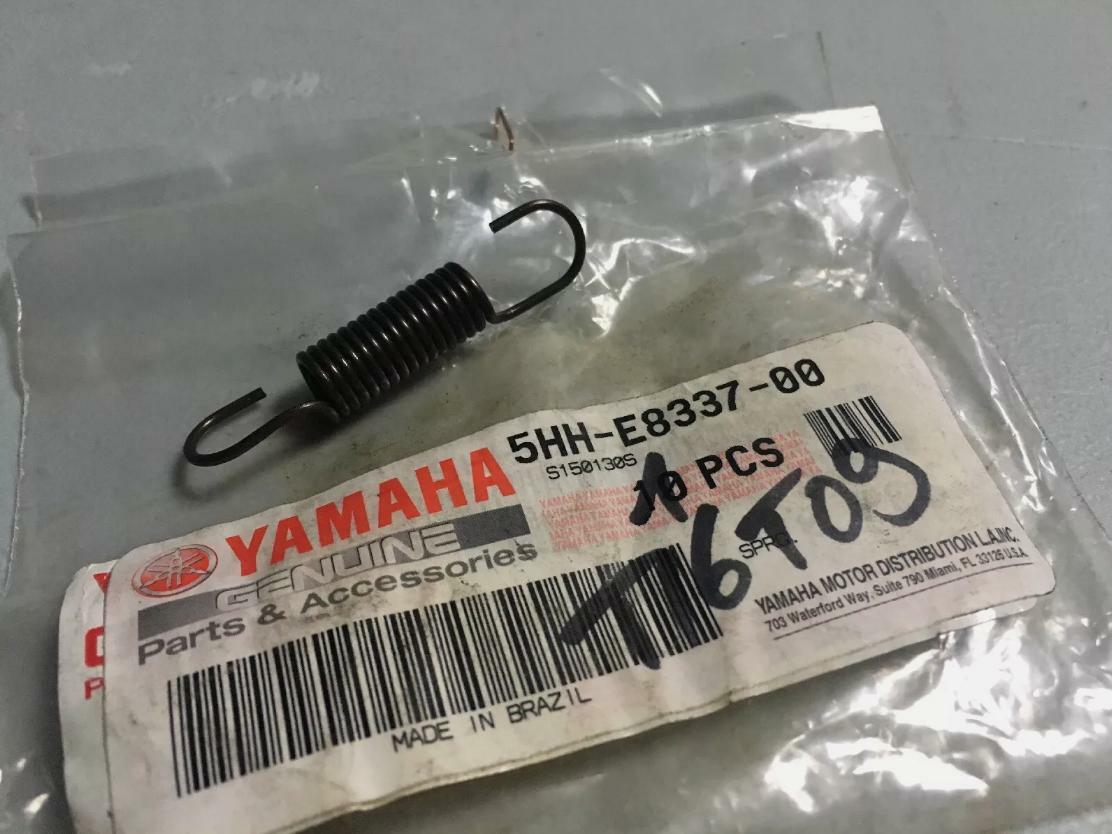 5HH-E8337-00
S150130S
10 PCS
YAMAHA
GENUINE
Parts & Accessories
SPRG.
16T09
YAMAHA MOTOR DISTRIBUTION L.A.INC.
703 Waterford Way, Suite 790 Miami, FL 33126 U.S.A.
MADE IN BRAZIL